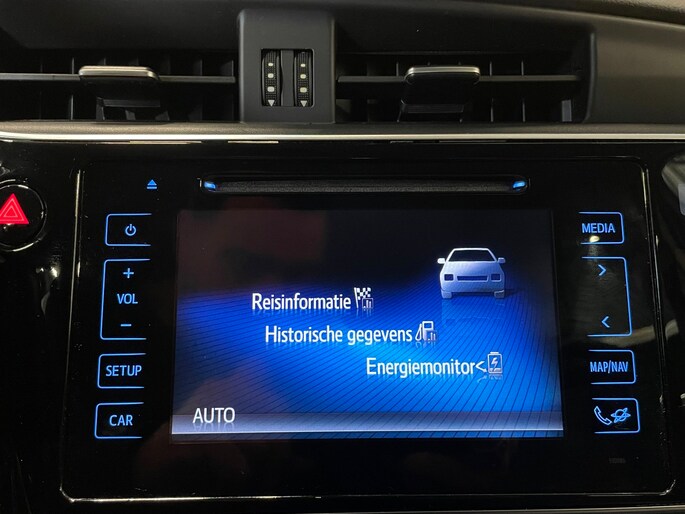 MEDIA
+
VOL
−
SETUP
CAR
Reisinformatie
Historische gegevens
Energiemonitor
AUTO
MAP/NAV